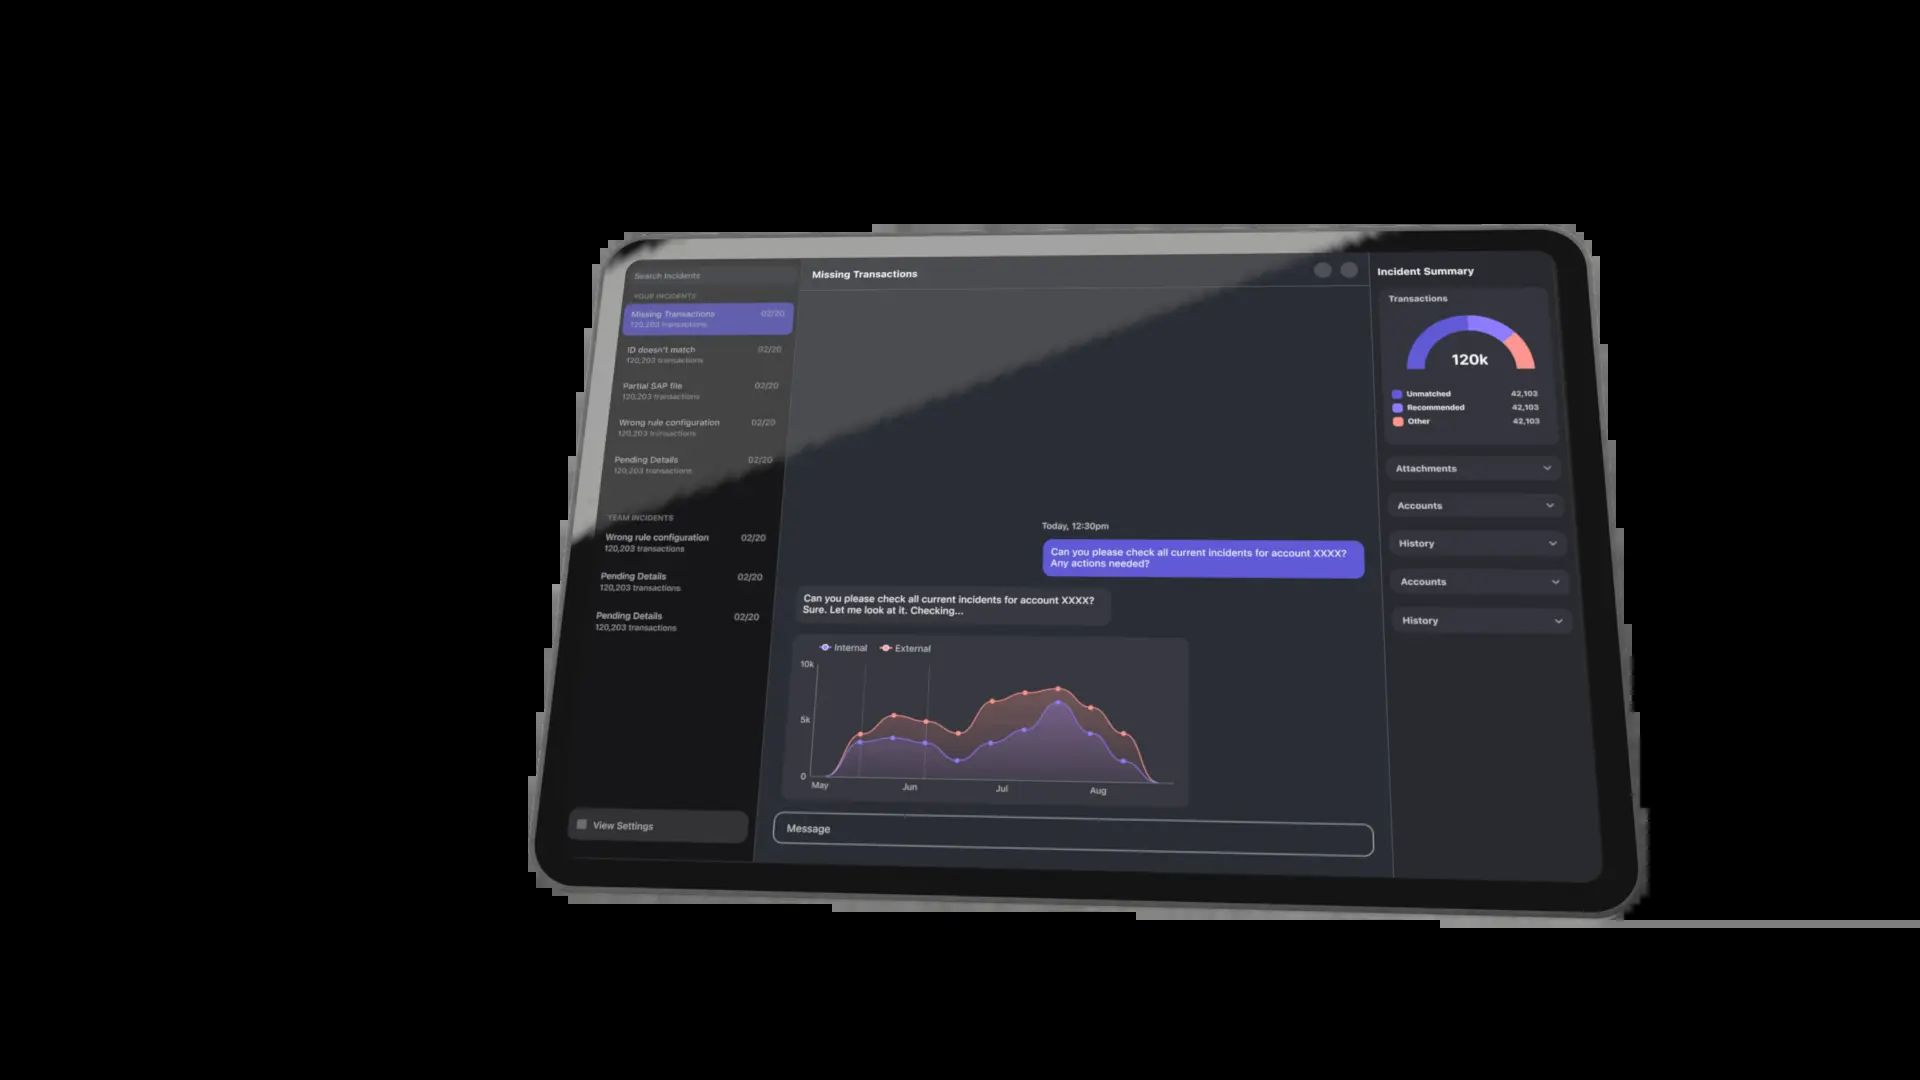 Search Incidents
YOUR INCIDENTS
Missing Transactions 02/20
120,203 transactions
ID doesn't match 02/20
120,203 transactions
Partial SAP file 02/20
120,203 transactions
Wrong rule configuration 02/20
120,203 transactions
Pending Details 02/20
120,203 transactions
TEAM INCIDENTS
Wrong rule configuration 02/20
120,203 transactions
Pending Details 02/20
120,203 transactions
Pending Details 02/20
120,203 transactions
View Settings
Missing Transactions
Today, 12:30pm
Can you please check all current incidents for account XXXX?
Any actions needed?
Can you please check all current incidents for account XXXX?
Sure. Let me look at it. Checking...
Internal External
10k
5k
0
May Jun Jul Aug
Message
Incident Summary
Transactions
120k
Unmatched 42,103
Recommended 42,103
Other 42,103
Attachments
Accounts
History
Accounts
History